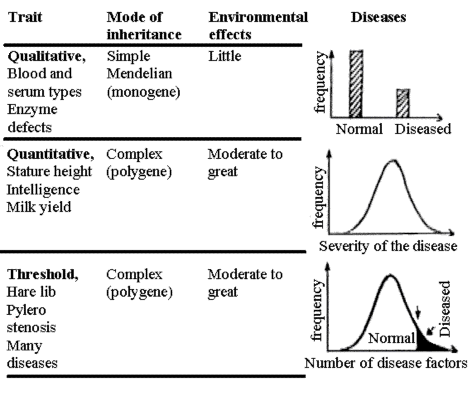 Trait Mode of inheritance Environmental effects Diseases
Qualitative, Simple Little
Blood and Mendelian
serum types (monogene)
Enzyme
defects
frequency
Normal Diseased
Quantitative, Complex Moderate to
Stature height (polygene) great
Intelligence
Milk yield
frequency
Severity of the disease
Threshold, Complex Moderate to
Hare lib (polygene) great
Pylero
stenosis
Many
diseases
frequency
Normal
Diseased
Number of disease factors